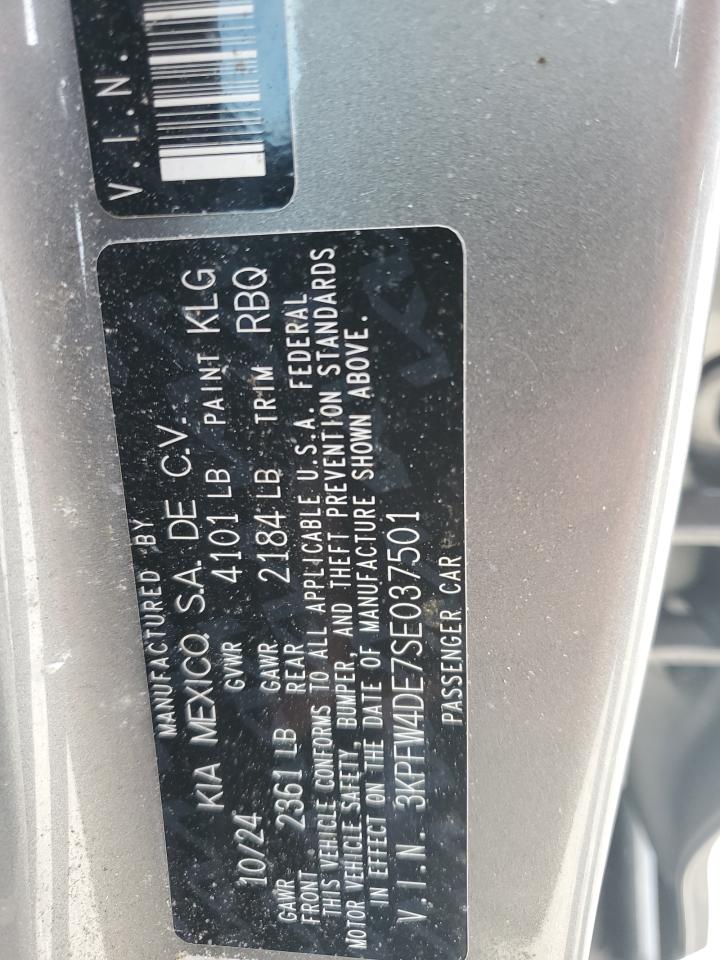 V.I.N.
MANUFACTURED BY
KIA MEXICO. S.A. DE C.V.
10/24 GVWR 4101 LB PAINT KLG
GAWR FRONT 2361 LB GAWR REAR 2184 LB TRIM RBQ
THIS VEHICLE CONFORMS TO ALL APPLICABLE U.S.A. FEDERAL
MOTOR VEHICLE SAFETY, BUMPER, AND THEFT PREVENTION STANDARDS
IN EFFECT ON THE DATE OF MANUFACTURE SHOWN ABOVE.
V.I.N. 3KPFW4DE7SE037501
PASSENGER CAR